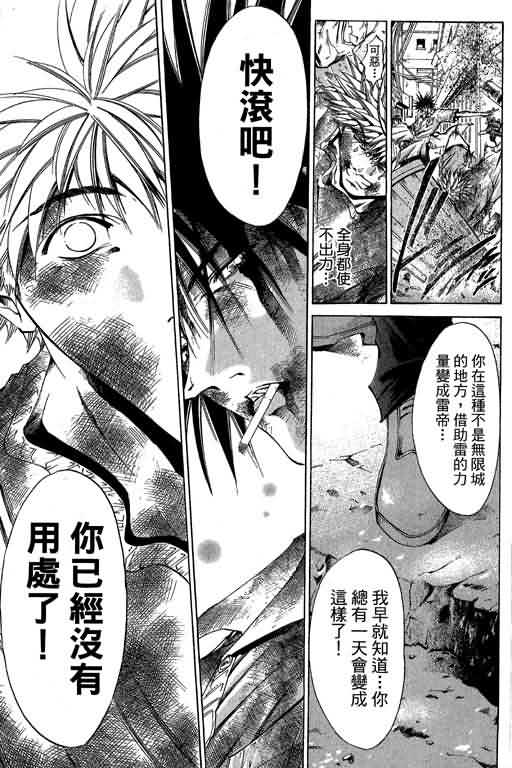 可惡…
全身都使
不出力…
你在這種不是無限城
的地方，借助雷的力
量變成雷帝…
我早就知道…你
總有一天會變成
這樣了！
快滾吧！
你已經沒有
用處了！